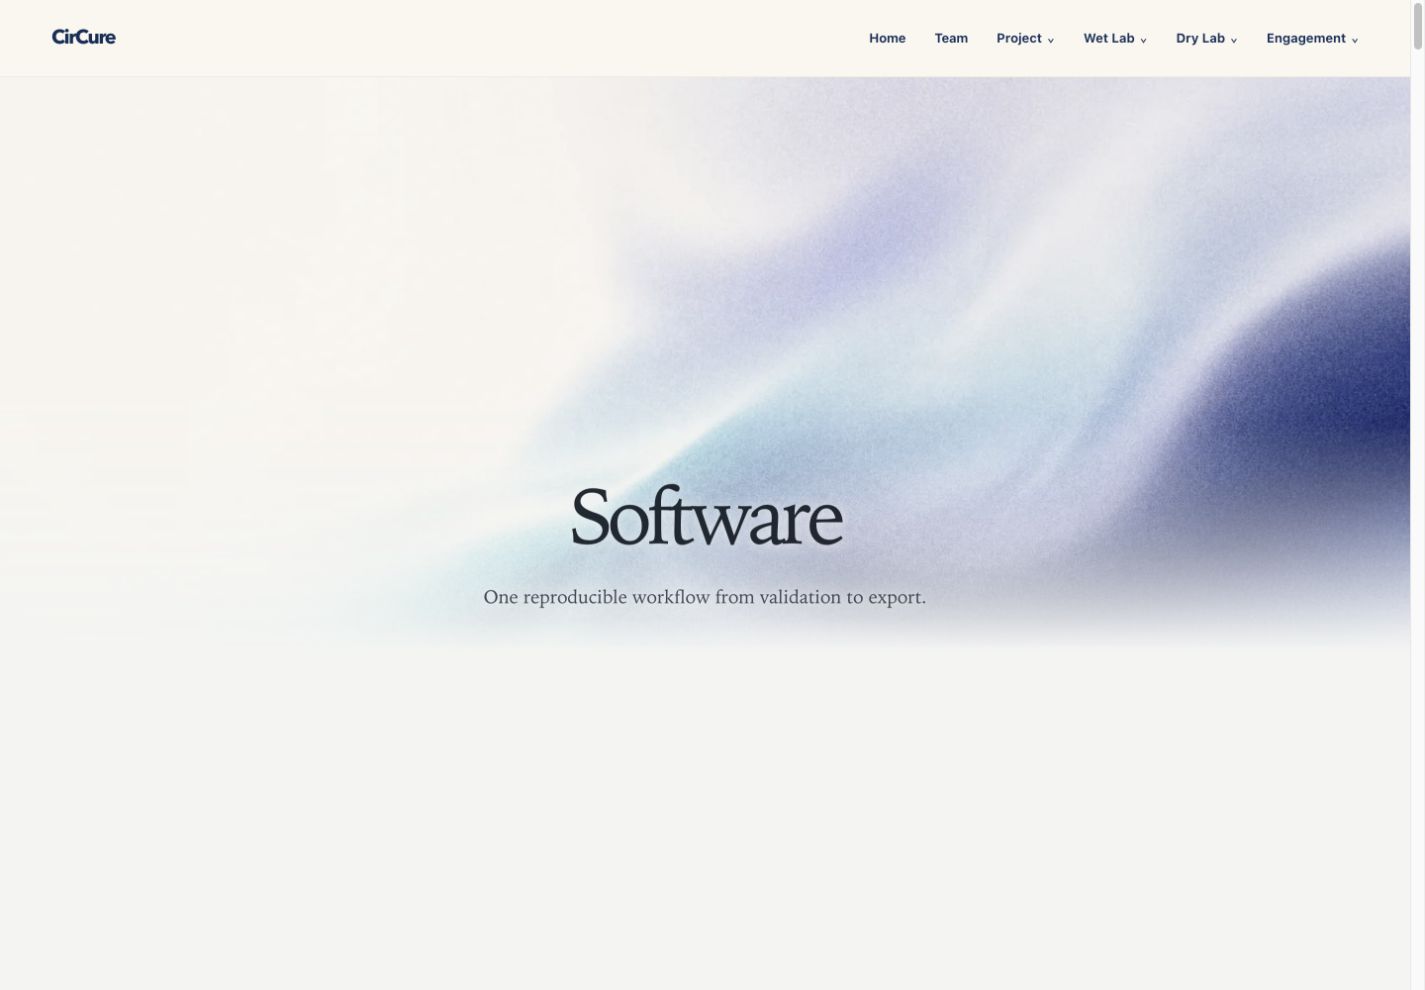 CirCure
Home Team Project Wet Lab Dry Lab Engagement
Software
One reproducible workflow from validation to export.